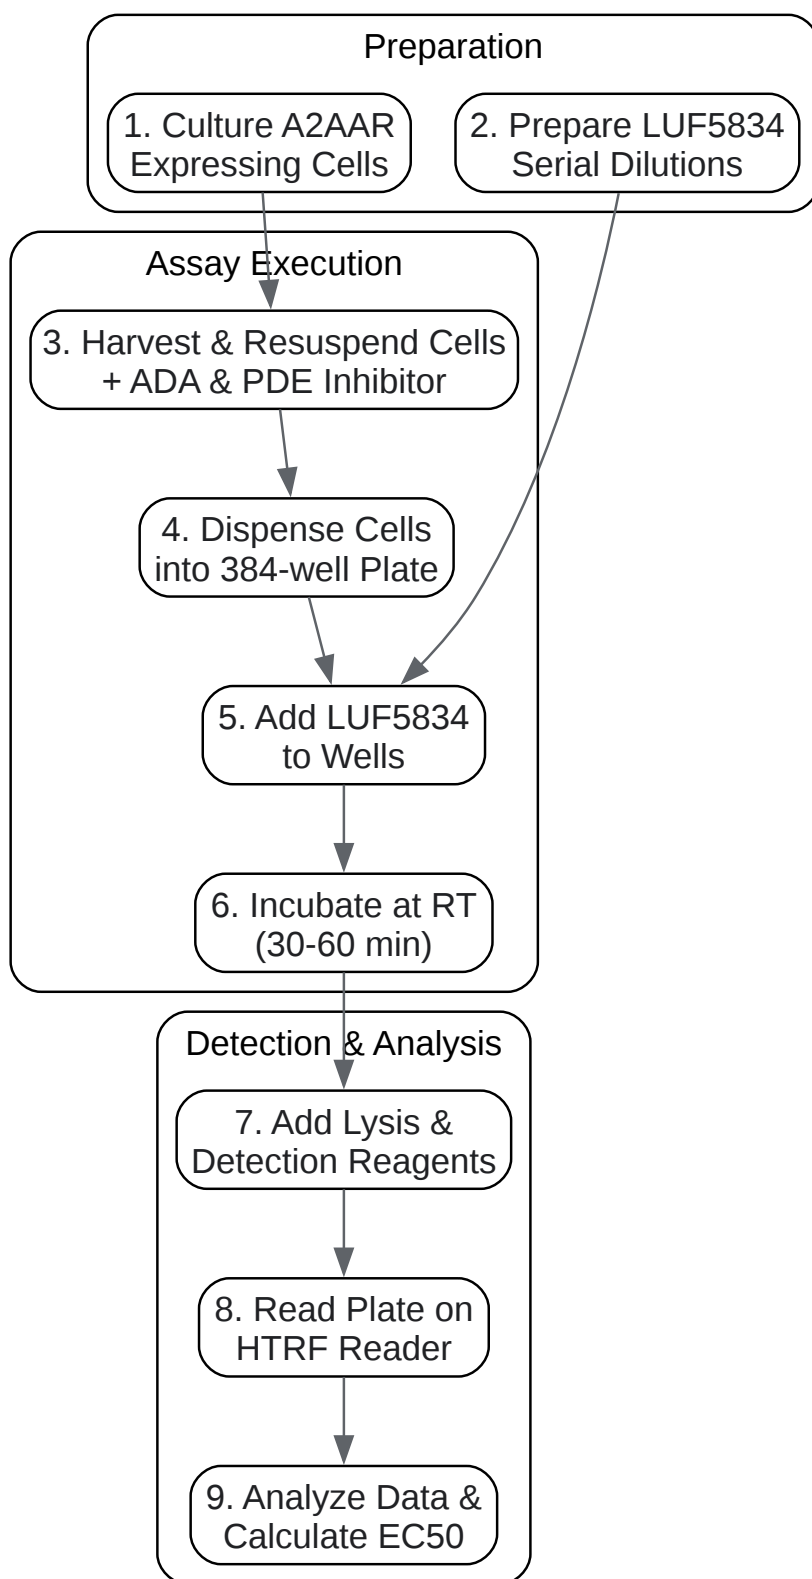 Preparation
1. Culture A2AAR
Expressing Cells
2. Prepare LUF5834
Serial Dilutions
Assay Execution
3. Harvest & Resuspend Cells
+ ADA & PDE Inhibitor
4. Dispense Cells
into 384-well Plate
5. Add LUF5834
to Wells
6. Incubate at RT
(30-60 min)
Detection & Analysis
7. Add Lysis &
Detection Reagents
8. Read Plate on
HTRF Reader
9. Analyze Data &
Calculate EC50